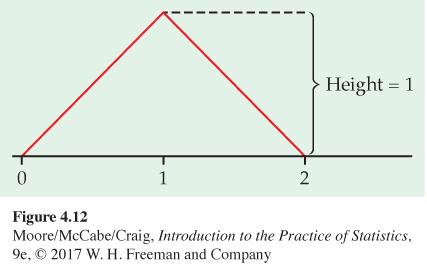 Height = 1
0 1 2
Figure 4.12
Moore/McCabe/Craig, Introduction to the Practice of Statistics,
9e, © 2017 W. H. Freeman and Company